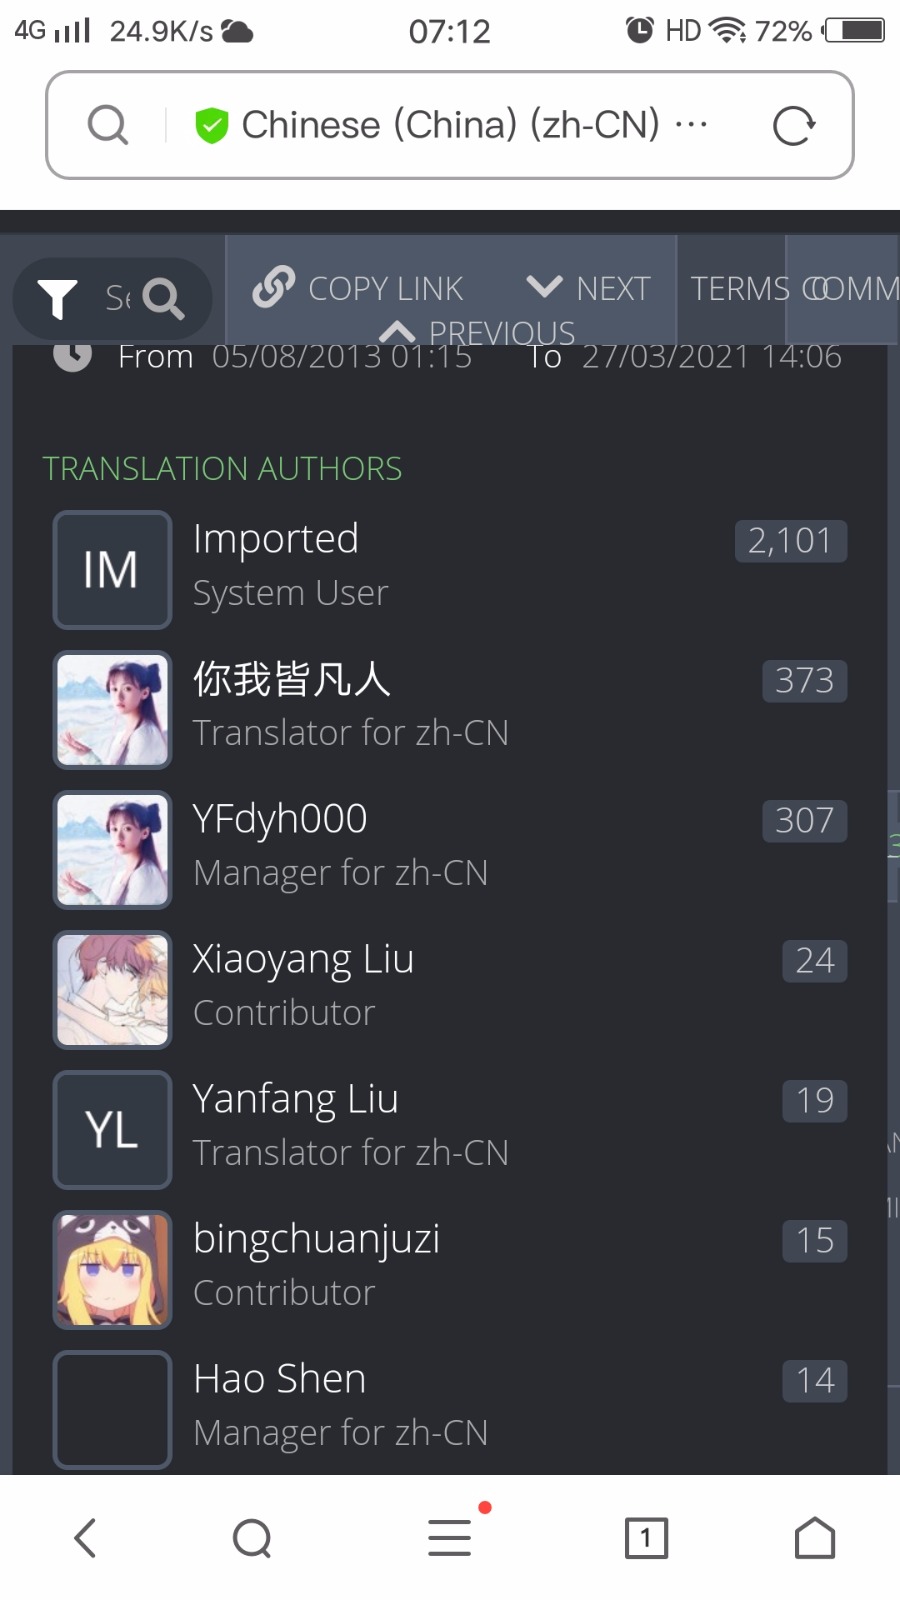 4G 24.9K/s 07:12 HD 72%
Chinese (China) (zh-CN) ···
COPY LINK NEXT TERMS
PREVIOUS
From 05/08/2013 01:15 To 27/03/2021 14:06
TRANSLATION AUTHORS
IM Imported 2,101
System User
你我皆凡人 373
Translator for zh-CN
YFdyh000 307
Manager for zh-CN
Xiaoyang Liu 24
Contributor
YL Yanfang Liu 19
Translator for zh-CN
bingchuanjuzi 15
Contributor
Hao Shen 14
Manager for zh-CN
1